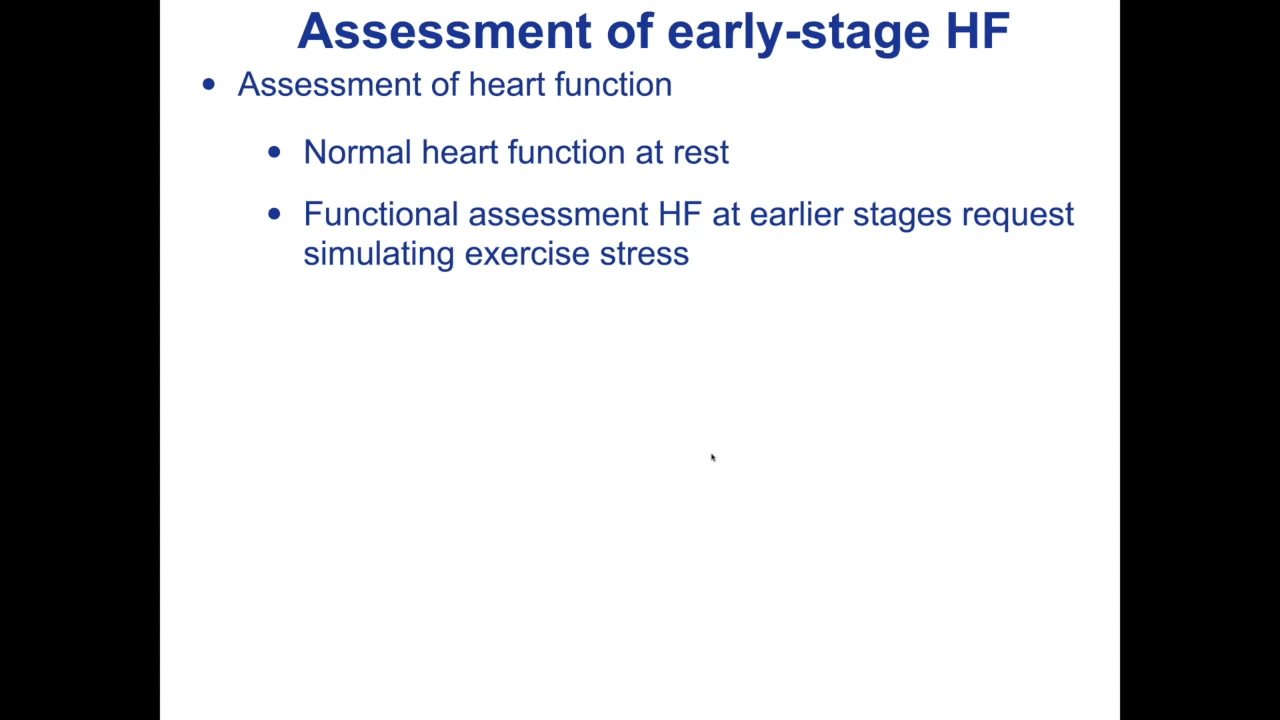 Assessment of early-stage HF
• Assessment of heart function
• Normal heart function at rest
• Functional assessment HF at earlier stages request
simulating exercise stress